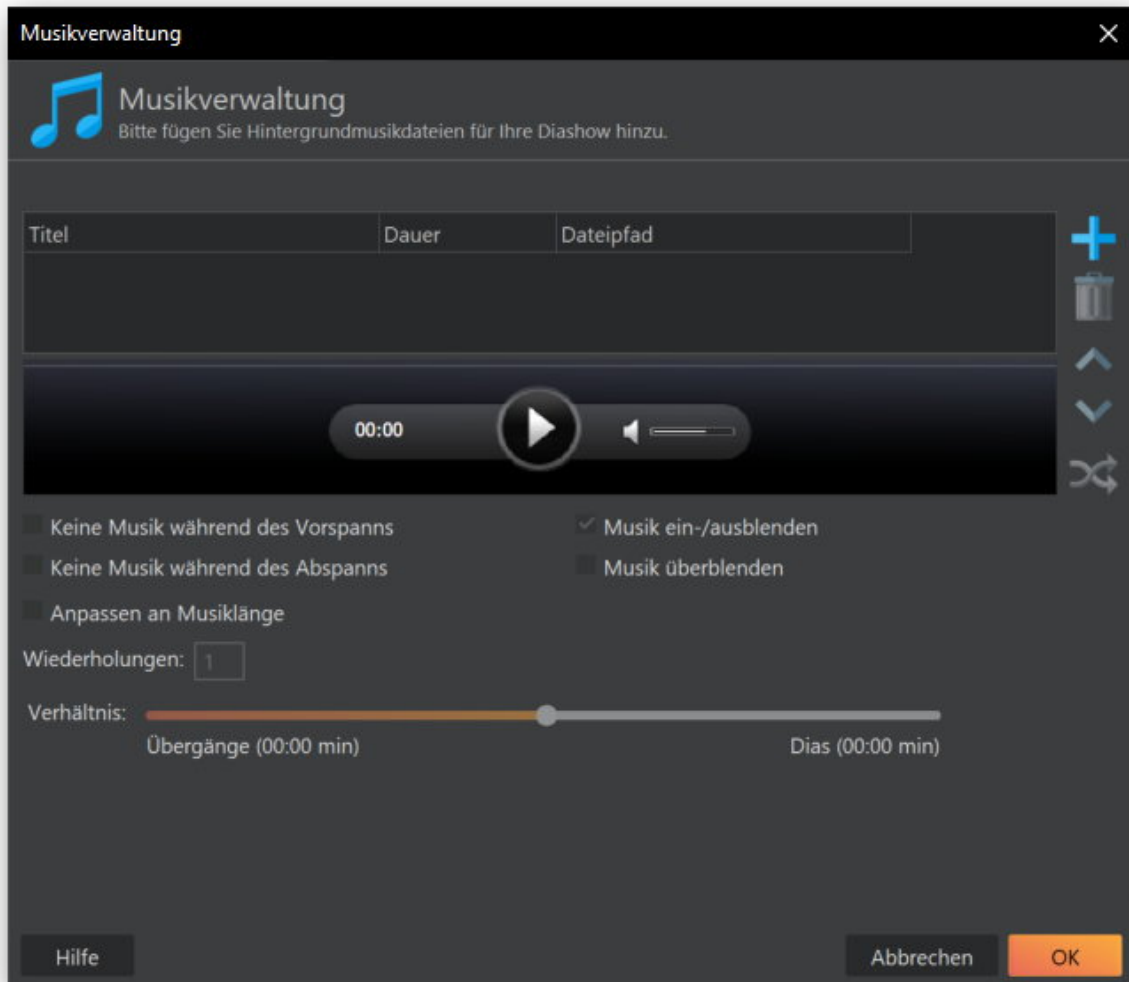 Musikverwaltung
Musikverwaltung
Bitte fügen Sie Hintergrundmusikdateien für Ihre Diashow hinzu.
Titel Dauer Dateipfad
00:00
Keine Musik während des Vorspanns Musik ein-/ausblenden
Keine Musik während des Abspanns Musik überblenden
Anpassen an Musiklänge
Wiederholungen: 1
Verhältnis:
Übergänge (00:00 min) Dias (00:00 min)
Hilfe Abbrechen OK